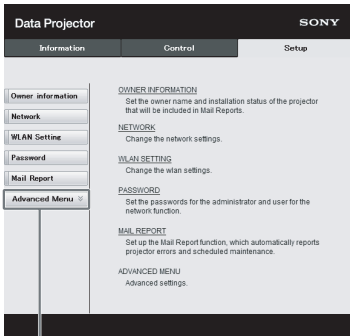 Data Projector
SONY
Information
Control
Setup
Owner information
Network
WLAN Setting
Password
Mail Report
Advanced Menu
OWNER INFORMATION
Set the owner name and installation status of the projector
that will be included in Mail Reports.
NETWORK
Change the network settings.
WLAN SETTING
Change the wlan settings.
PASSWORD
Set the passwords for the administrator and user for the
network function.
MAIL REPORT
Set up the Mail Report function, which automatically reports
projector errors and scheduled maintenance.
ADVANCED MENU
Advanced settings.